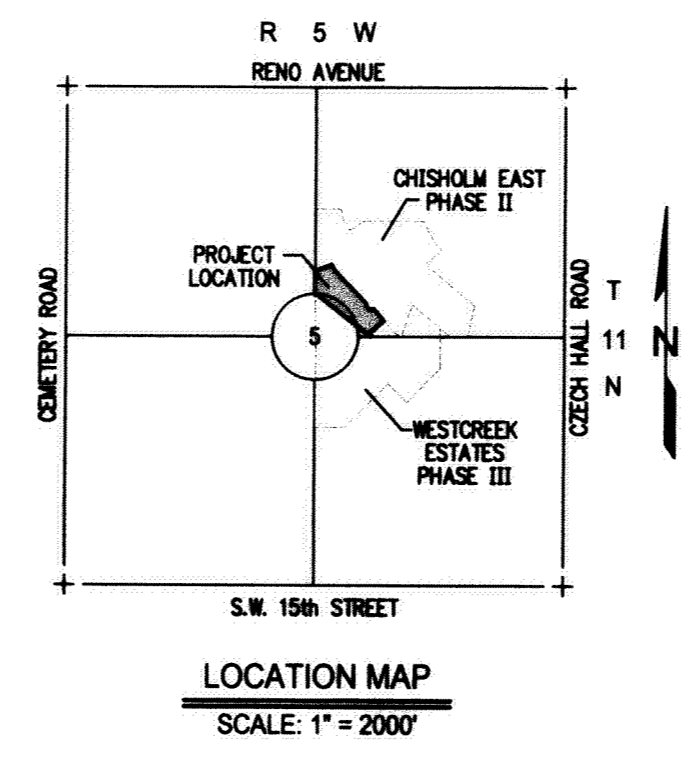 R 5 W
RENO AVENUE
CHISHOLM EAST
PHASE II
PROJECT
LOCATION
CEMETERY ROAD
5
CZECH HALL ROAD
T
11
N
N
WESTCREEK
ESTATES
PHASE III
S.W. 15th STREET
LOCATION MAP
SCALE: 1" = 2000'